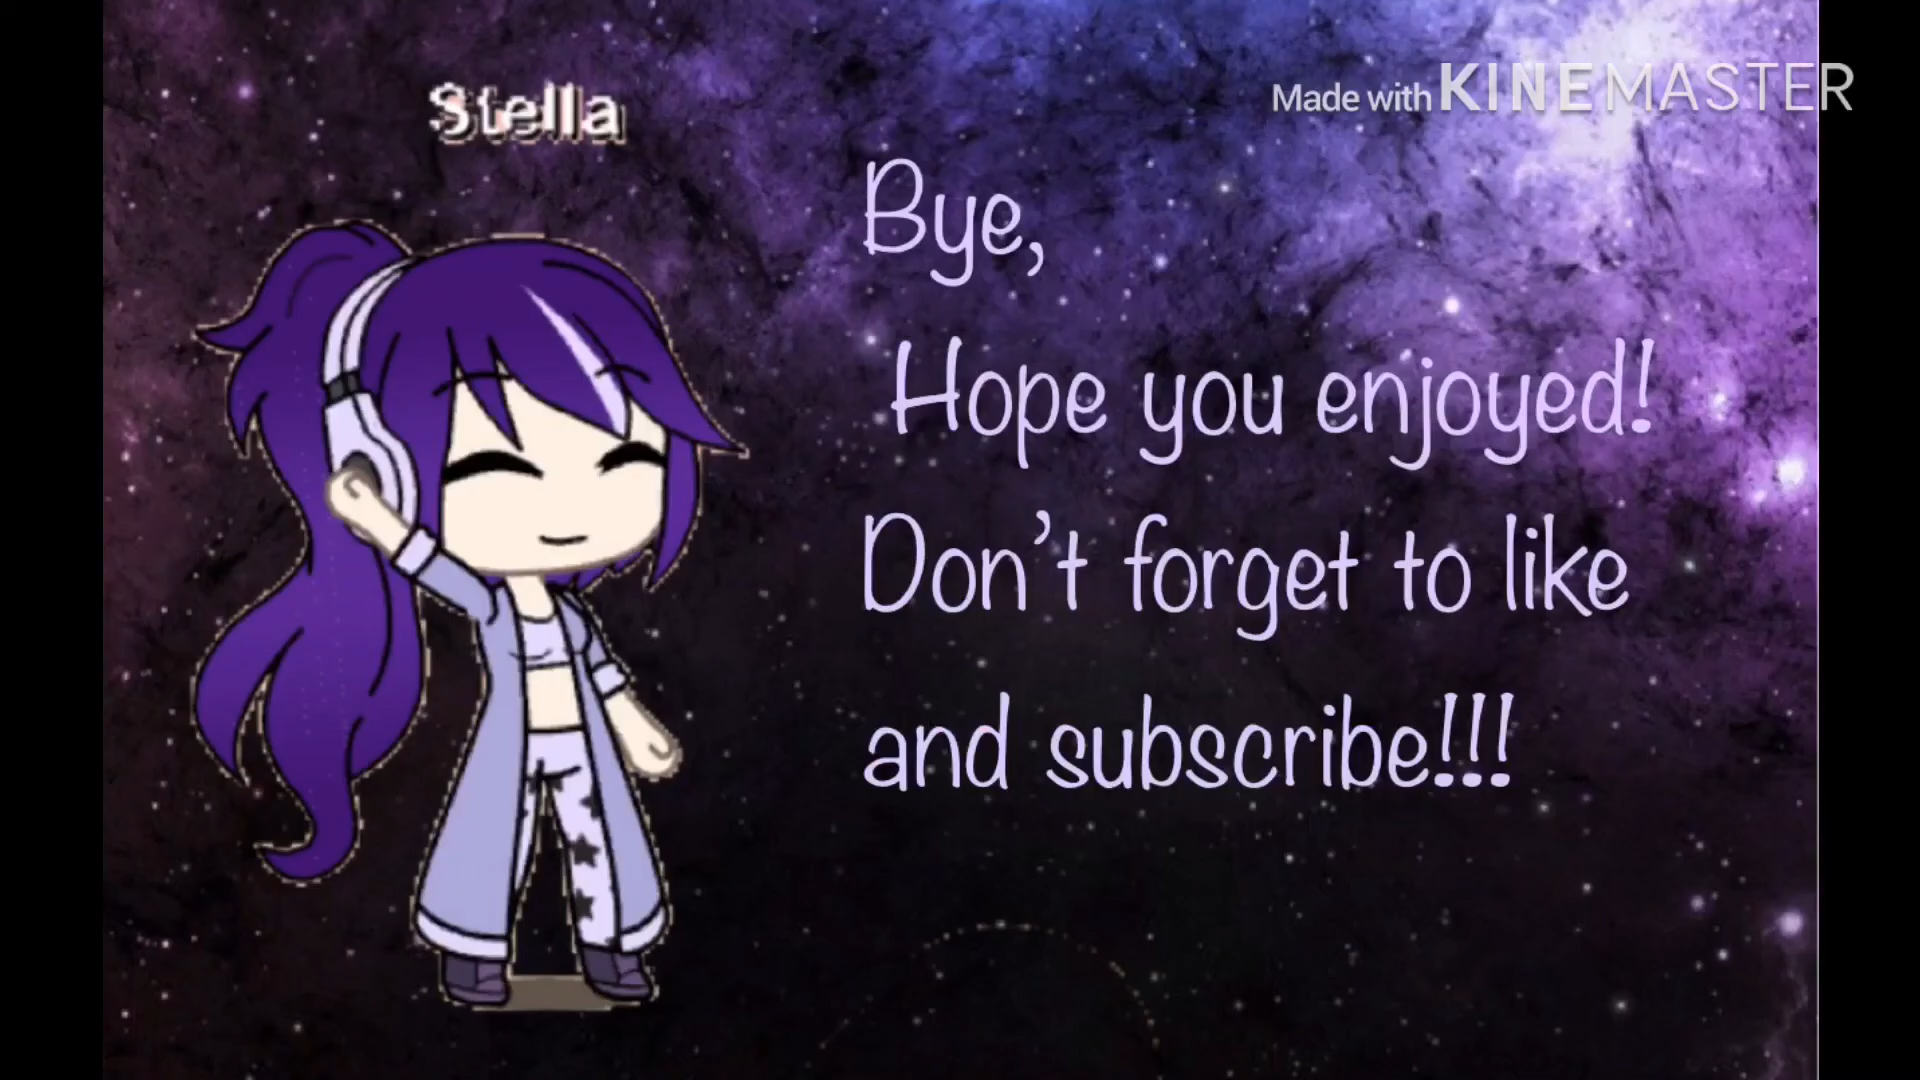 Stella
Made with KINEMASTER
Bye,
Hope you enjoyed!
Don't forget to like
and subscribe!!!